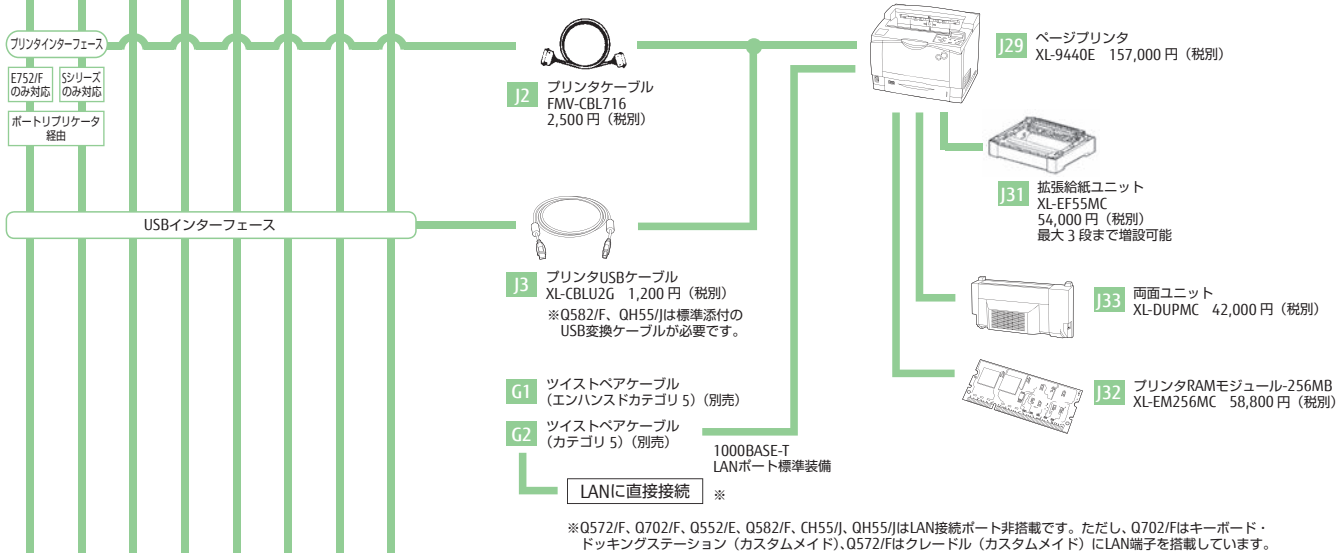 プリンタインターフェース
E752/F
のみ対応
Sシリーズ
のみ対応
ポートリプリケータ
経由
J2 プリンタケーブル
FMV-CBL716
2,500 円（税別）
J29 ページプリンタ
XL-9440E 157,000 円（税別）
J31 拡張給紙ユニット
XL-EF55MC
54,000 円（税別）
最大 3 段まで増設可能
USBインターフェース
J3 プリンタUSBケーブル
XL-CBLU2G 1,200 円（税別）
※Q582/F、QH55/Jは標準添付の
USB変換ケーブルが必要です。
J33 両面ユニット
XL-DUPMC 42,000 円（税別）
J32 プリンタRAMモジュール-256MB
XL-EM256MC 58,800 円（税別）
G1 ツイストペアケーブル
（エンハンスドカテゴリ 5）（別売）
G2 ツイストペアケーブル
（カテゴリ 5）（別売）
1000BASE-T
LANポート標準装備
LANに直接接続 ※
※Q572/F、Q702/F、Q552/E、Q582/F、CH55/J、QH55/JはLAN接続ポート非搭載です。ただし、Q702/Fはキーボード・
ドッキングステーション（カスタムメイド）、Q572/Fはクレードル（カスタムメイド）にLAN端子を搭載しています。